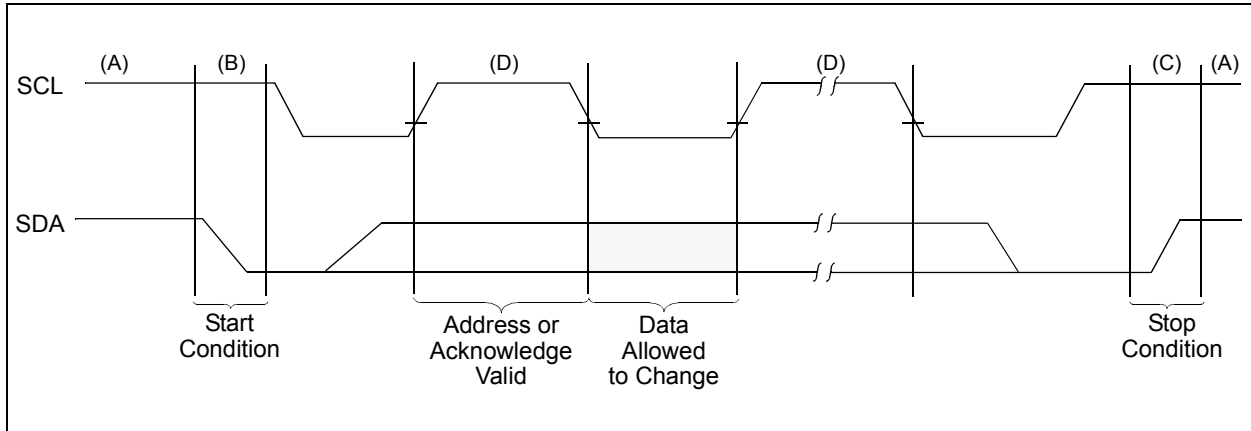 (A) (B) (D) (D) (C) (A)
SCL
SDA
Start
Condition
Address or
Acknowledge
Valid
Data
Allowed
to Change
Stop
Condition